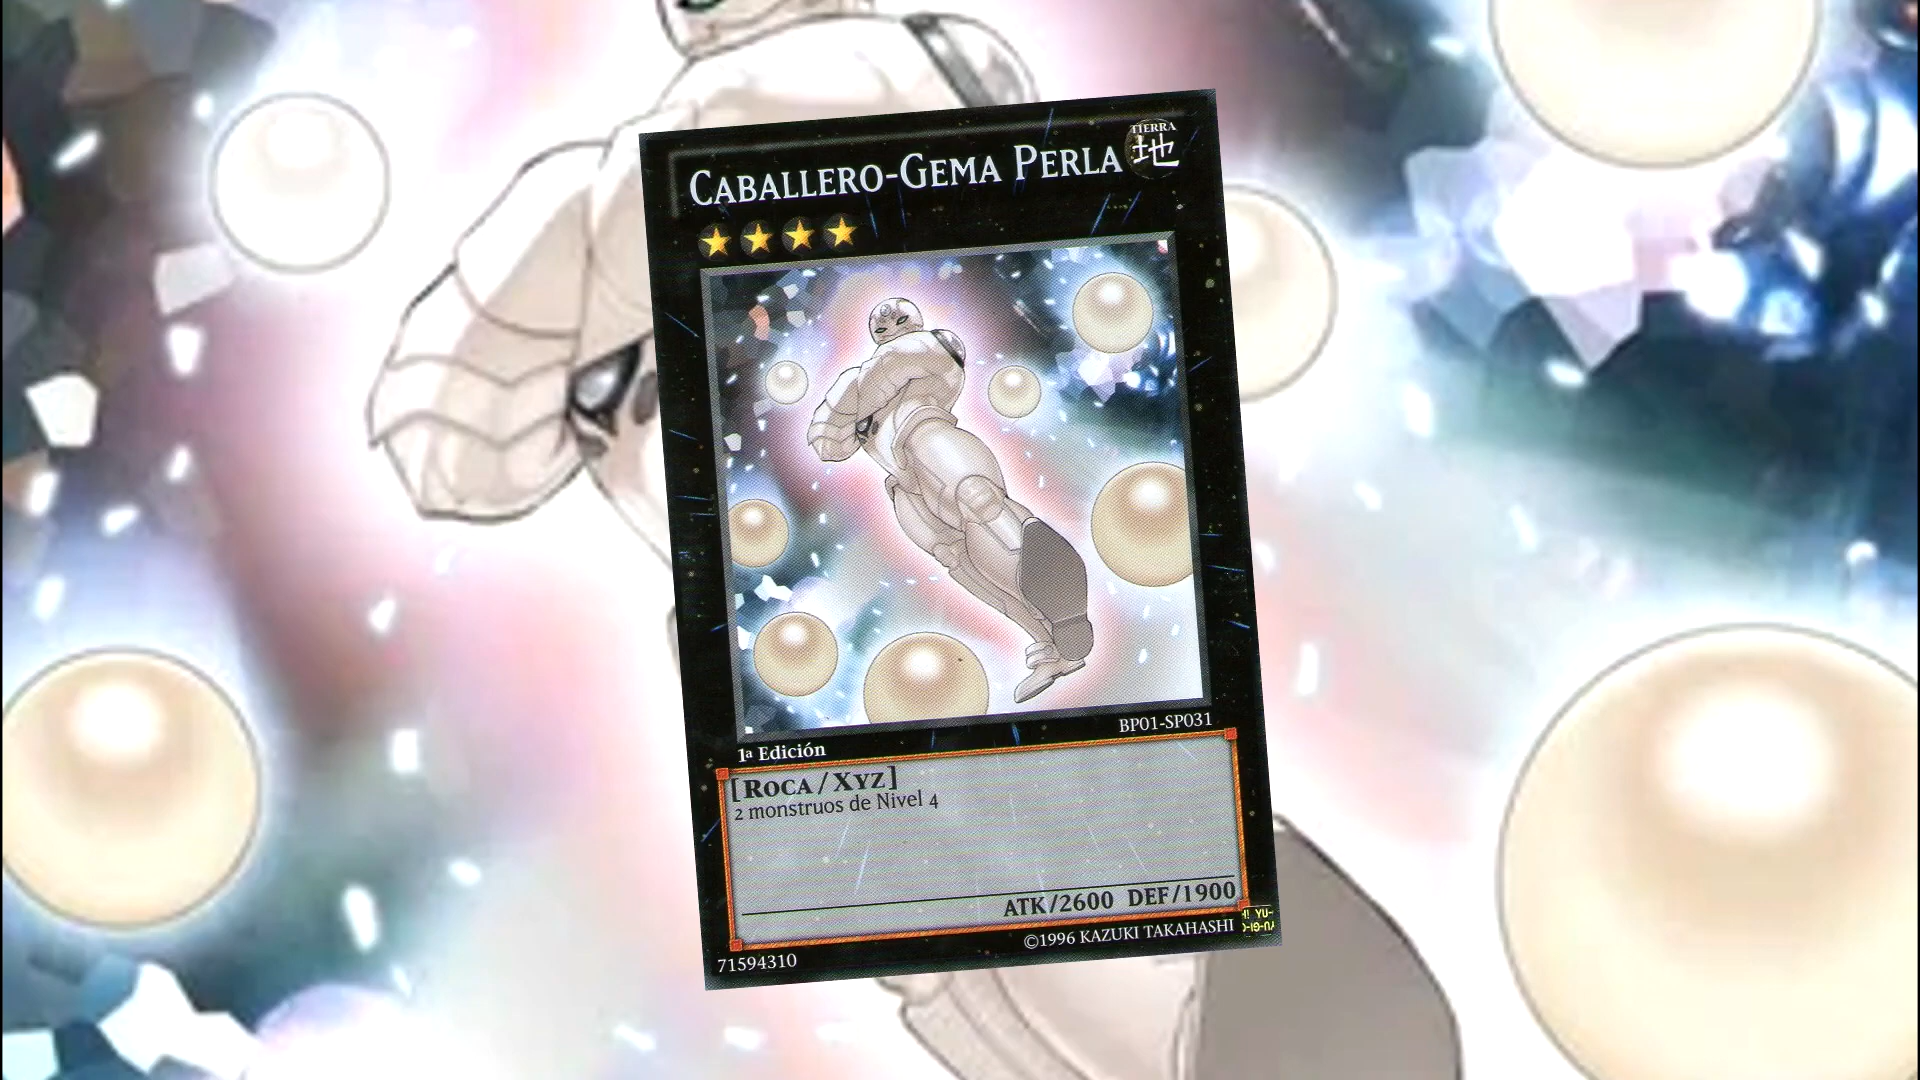 CABALLERO-GEMA PERLA
TIERRA
地
1ª Edición
BP01-SP031
[ROCA / XYZ]
2 monstruos de Nivel 4
ATK/2600 DEF/1900
71594310
©1996 KAZUKI TAKAHASHI